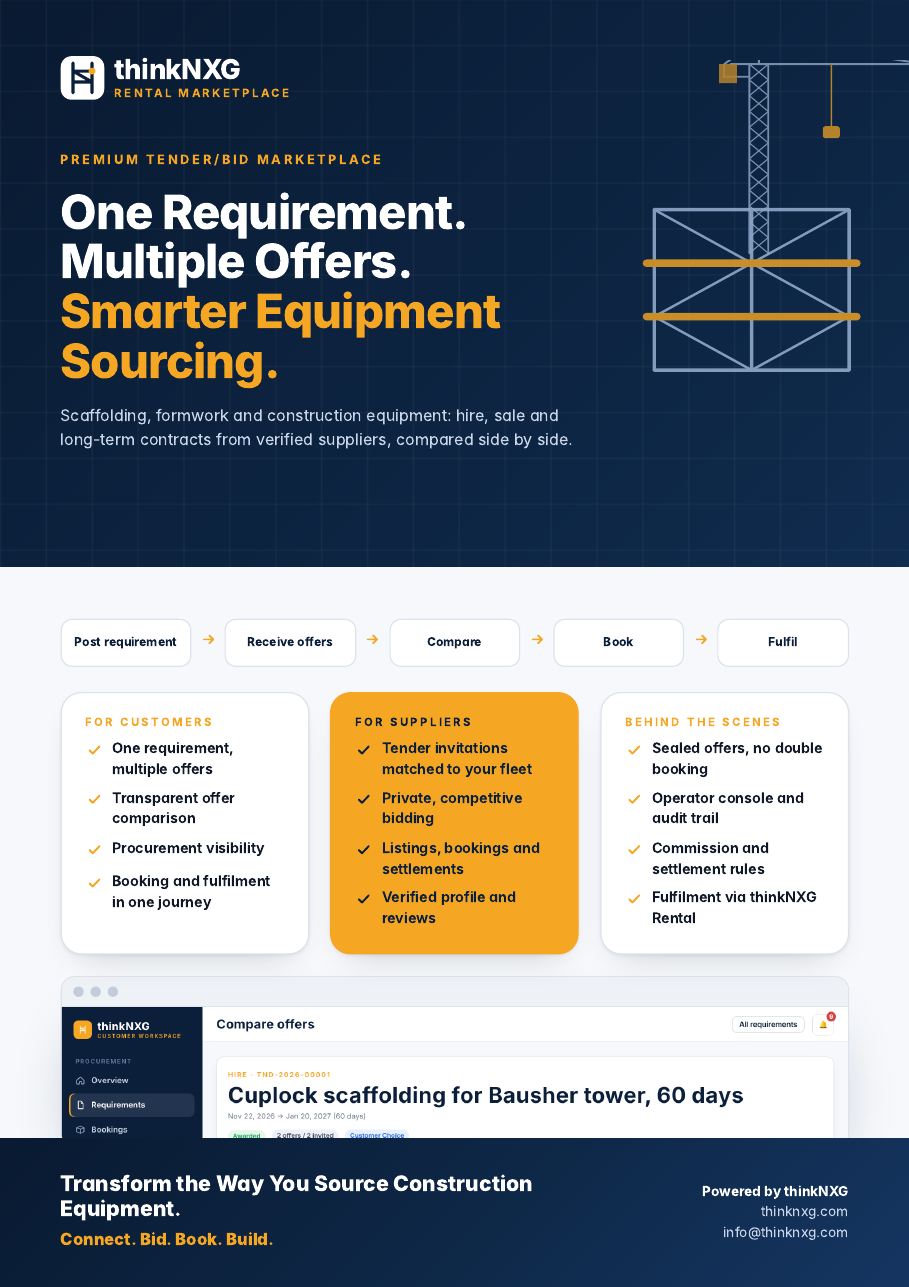 thinkNXG
RENTAL MARKETPLACE
PREMIUM TENDER/BID MARKETPLACE
One Requirement.
Multiple Offers.
Smarter Equipment
Sourcing.
Scaffolding, formwork and construction equipment: hire, sale and
long-term contracts from verified suppliers, compared side by side.
Post requirement
Receive offers
Compare
Book
Fulfil
FOR CUSTOMERS
One requirement,
multiple offers
Transparent offer
comparison
Procurement visibility
Booking and fulfilment
in one journey
FOR SUPPLIERS
Tender invitations
matched to your fleet
Private, competitive
bidding
Listings, bookings and
settlements
Verified profile and
reviews
BEHIND THE SCENES
Sealed offers, no double
booking
Operator console and
audit trail
Commission and
settlement rules
Fulfilment via thinkNXG
Rental
thinkNXG
CUSTOMER WORKSPACE
PROCUREMENT
Overview
Requirements
Bookings
Compare offers
All requirements
9
HIRE · TND-2026-00001
Cuplock scaffolding for Bausher tower, 60 days
Nov 22, 2026 → Jan 20, 2027 (60 days)
Awarded
2 offers / 2 invited
Customer Choice
Transform the Way You Source Construction
Equipment.
Connect. Bid. Book. Build.
Powered by thinkNXG
thinknxg.com
info@thinknxg.com